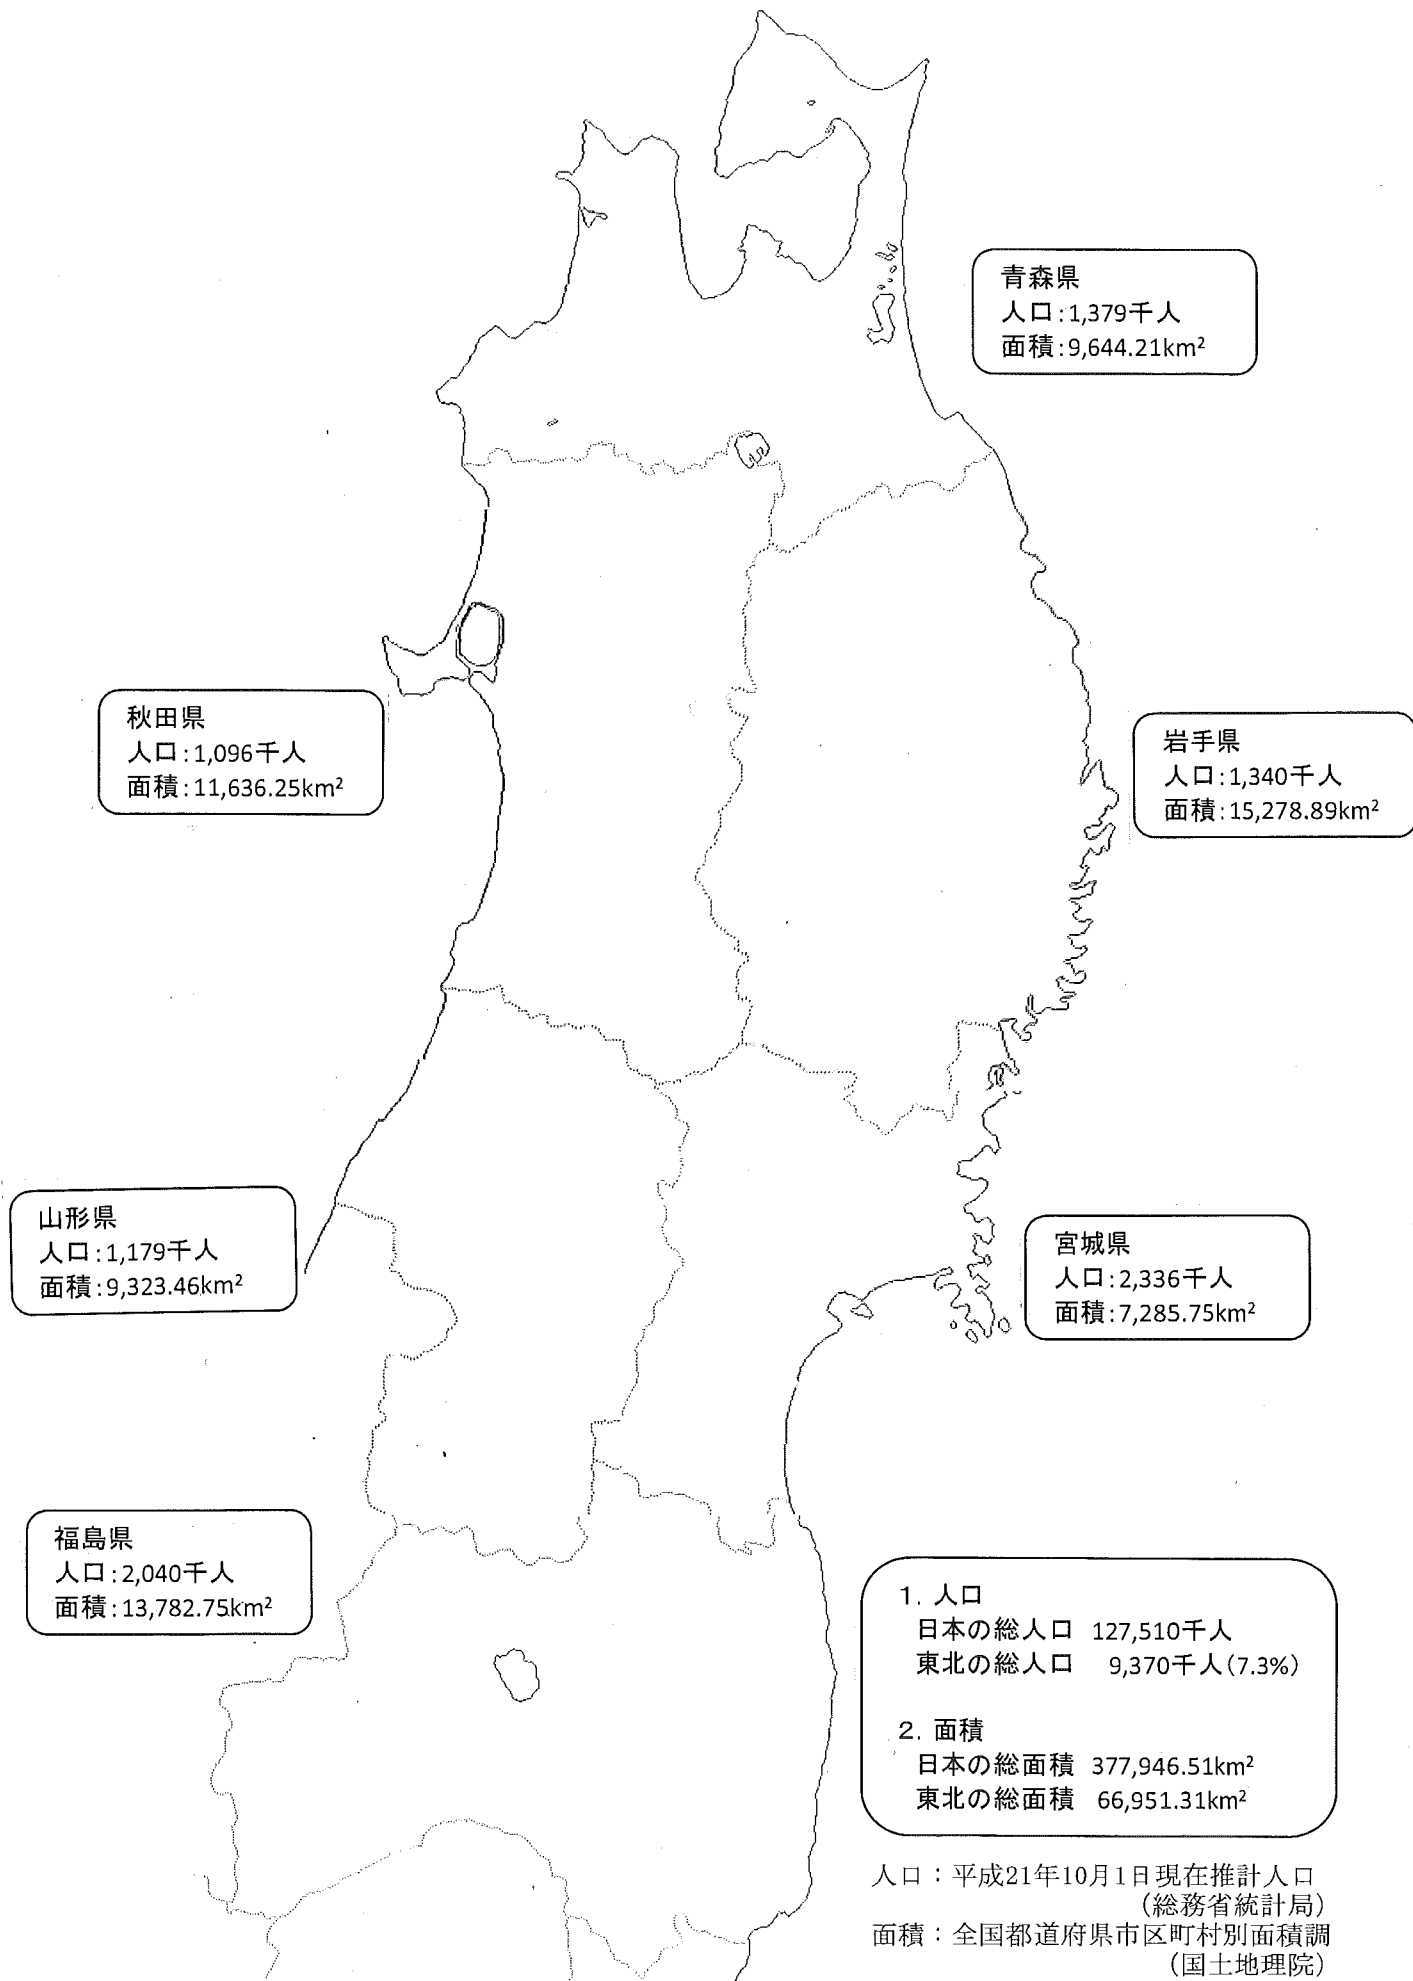 青森県
人口:1,379千人
面積:9,644.21km²
秋田県
人口:1,096千人
面積:11,636.25km²
岩手県
人口:1,340千人
面積:15,278.89km²
山形県
人口:1,179千人
面積:9,323.46km²
宮城県
人口:2,336千人
面積:7,285.75km²
福島県
人口:2,040千人
面積:13,782.75km²
1. 人口
日本の総人口 127,510千人
東北の総人口 9,370千人(7.3%)
2. 面積
日本の総面積 377,946.51km²
東北の総面積 66,951.31km²
人口：平成21年10月1日現在推計人口
(総務省統計局)
面積：全国都道府県市区町村別面積調
(国土地理院)